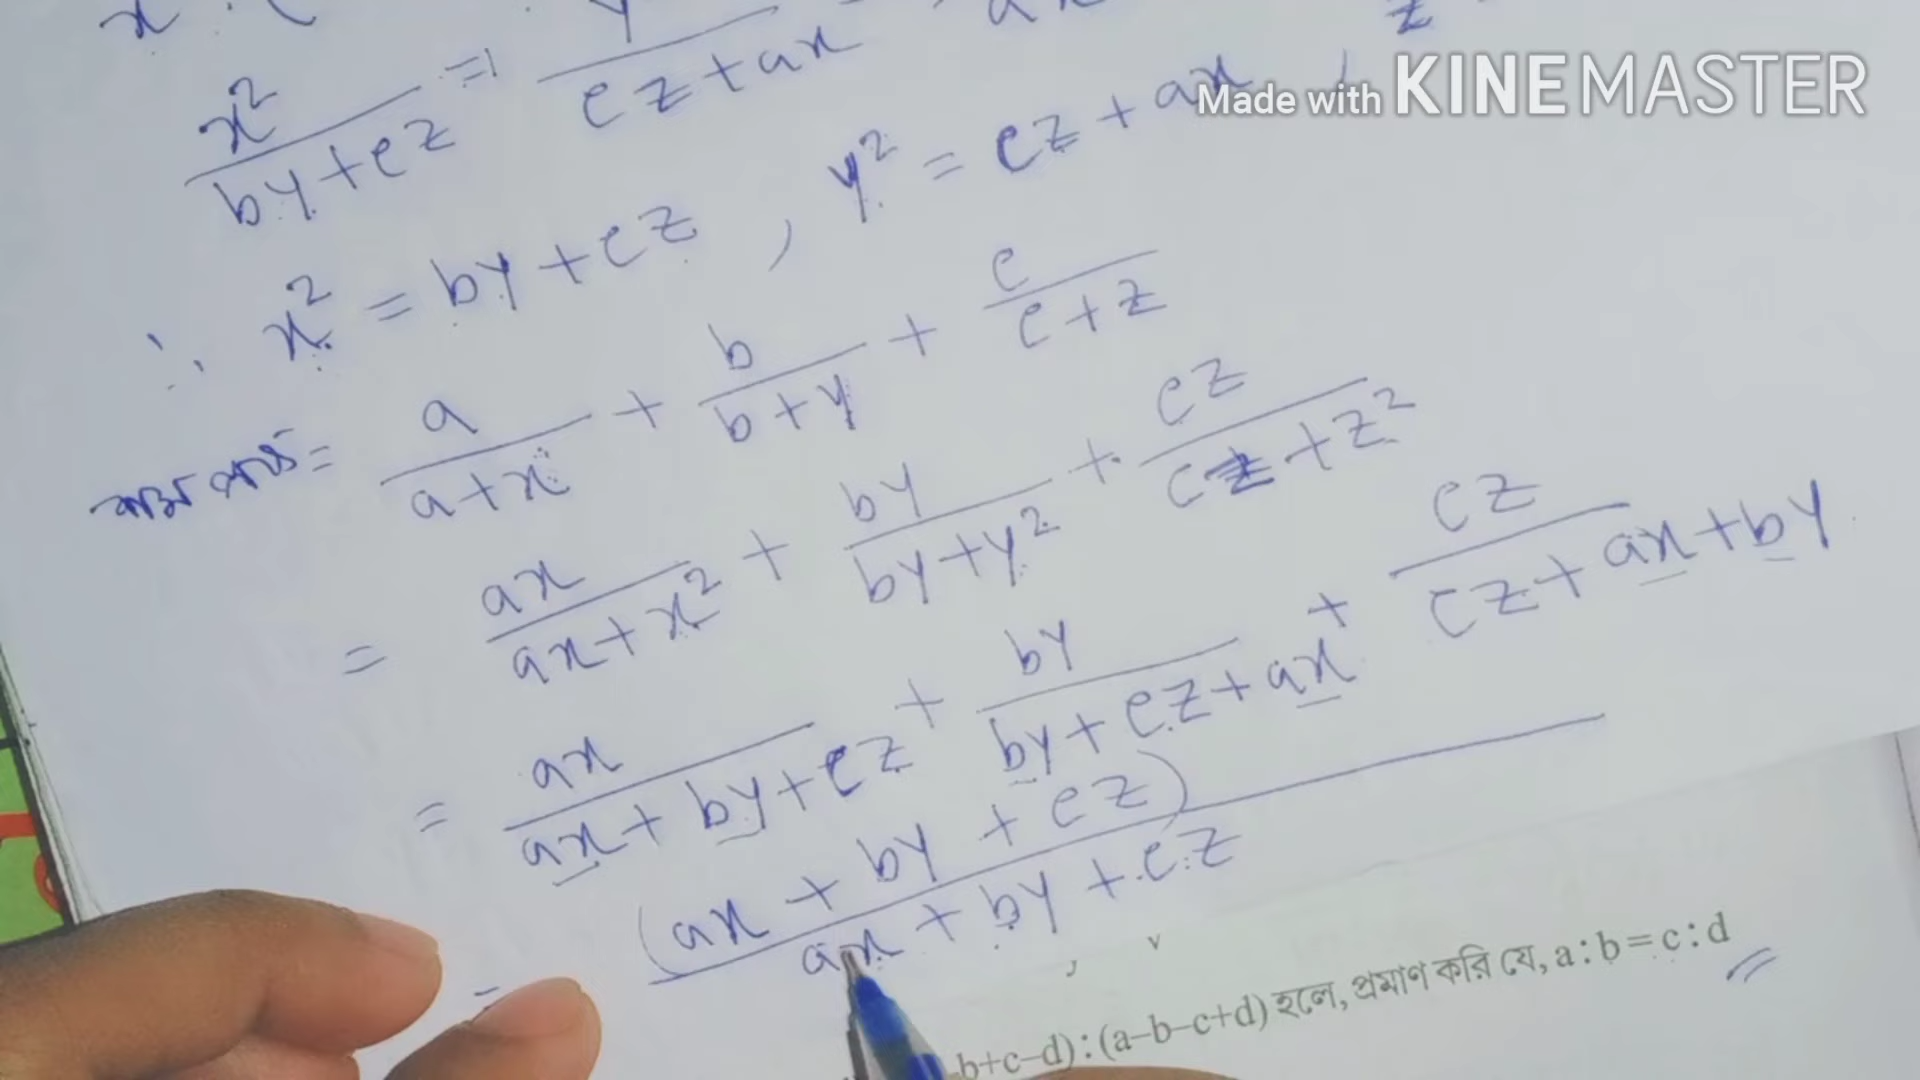 x²/(by+cz) = y/(cz+ax)
Made with KINEMASTER
∴ x² = by+cz , y² = cz+ax ,
বাম পক্ষ = a/(a+x) + b/(b+y) + c/(c+z)
= ax/(ax+x²) + by/(by+y²) + cz/(cz+z²)
= ax/(ax+by+cz) + by/(by+cz+ax) + cz/(cz+ax+by)
= (ax+by+cz)/(ax+by+cz)
b+c–d) : (a–b–c+d) হলে, প্রমাণ করি যে, a : b = c : d